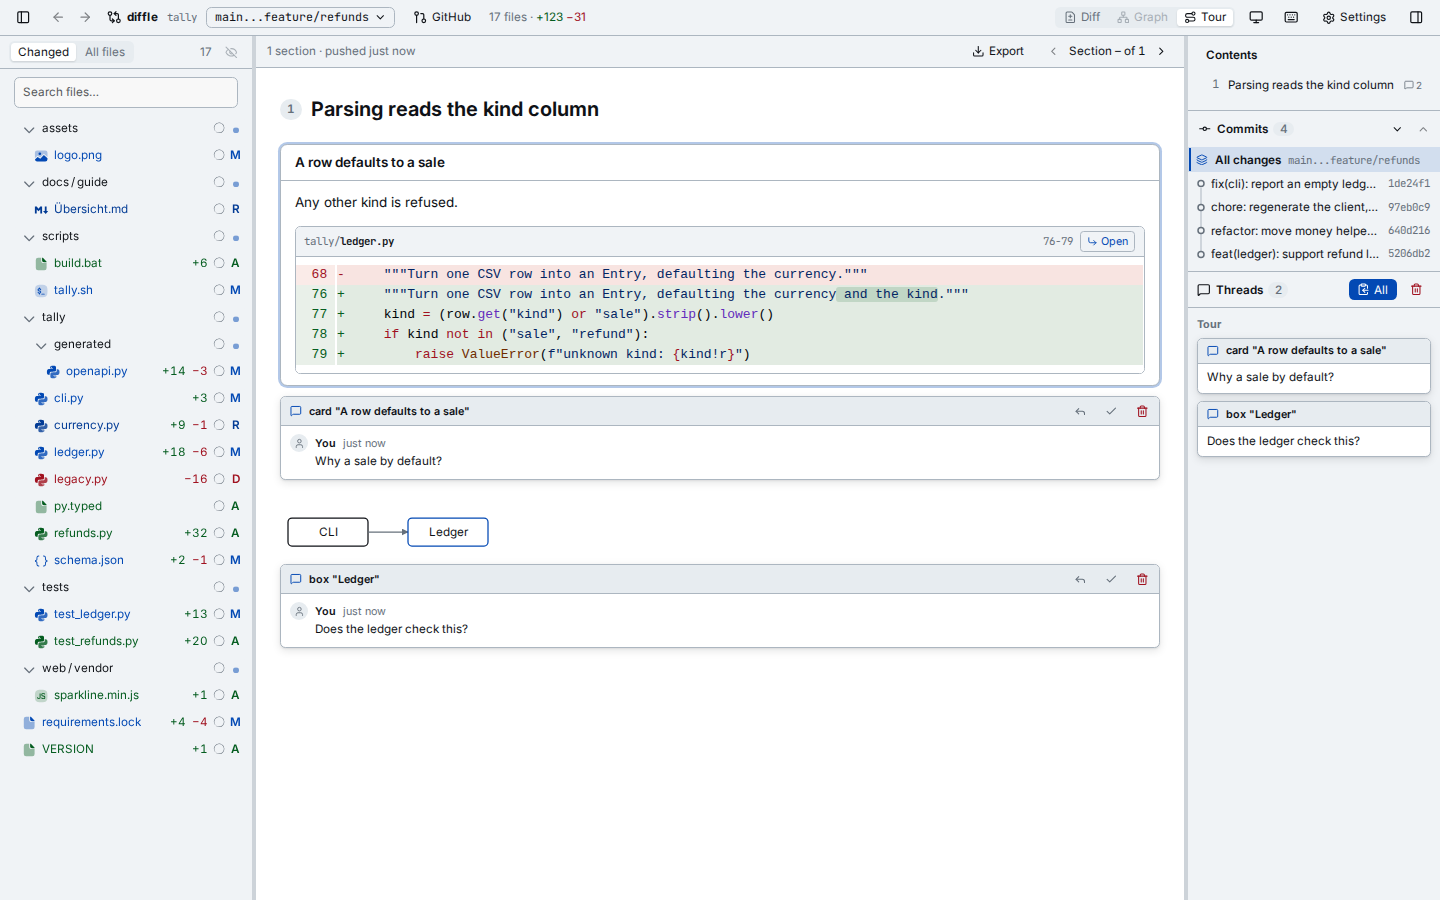 diffle tally main...feature/refunds GitHub 17 files · +123 −31 Diff Graph Tour Settings
Changed All files 17
Search files...
assets
logo.png M
docs/guide
Übersicht.md R
scripts
build.bat +6 A
tally.sh M
tally
generated
openapi.py +14 −3 M
cli.py +3 M
currency.py +9 −1 R
ledger.py +18 −6 M
legacy.py −16 D
py.typed A
refunds.py +32 A
schema.json +2 −1 M
tests
test_ledger.py +13 M
test_refunds.py +20 A
web/vendor
sparkline.min.js +1 A
requirements.lock +4 −4 M
VERSION +1 A
1 section · pushed just now Export Section – of 1
1 Parsing reads the kind column
A row defaults to a sale
Any other kind is refused.
tally/ledger.py 76-79 Open
68 - """Turn one CSV row into an Entry, defaulting the currency."""
76 + """Turn one CSV row into an Entry, defaulting the currency and the kind."""
77 + kind = (row.get("kind") or "sale").strip().lower()
78 + if kind not in ("sale", "refund"):
79 + raise ValueError(f"unknown kind: {kind!r}")
card "A row defaults to a sale"
You just now
Why a sale by default?
CLI Ledger
box "Ledger"
You just now
Does the ledger check this?
Contents
1 Parsing reads the kind column 2
Commits 4
All changes main...feature/refunds
fix(cli): report an empty ledg... 1de24f1
chore: regenerate the client,... 97eb0c9
refactor: move money helpe... 640d216
feat(ledger): support refund l... 5206db2
Threads 2 All
Tour
card "A row defaults to a sale"
Why a sale by default?
box "Ledger"
Does the ledger check this?